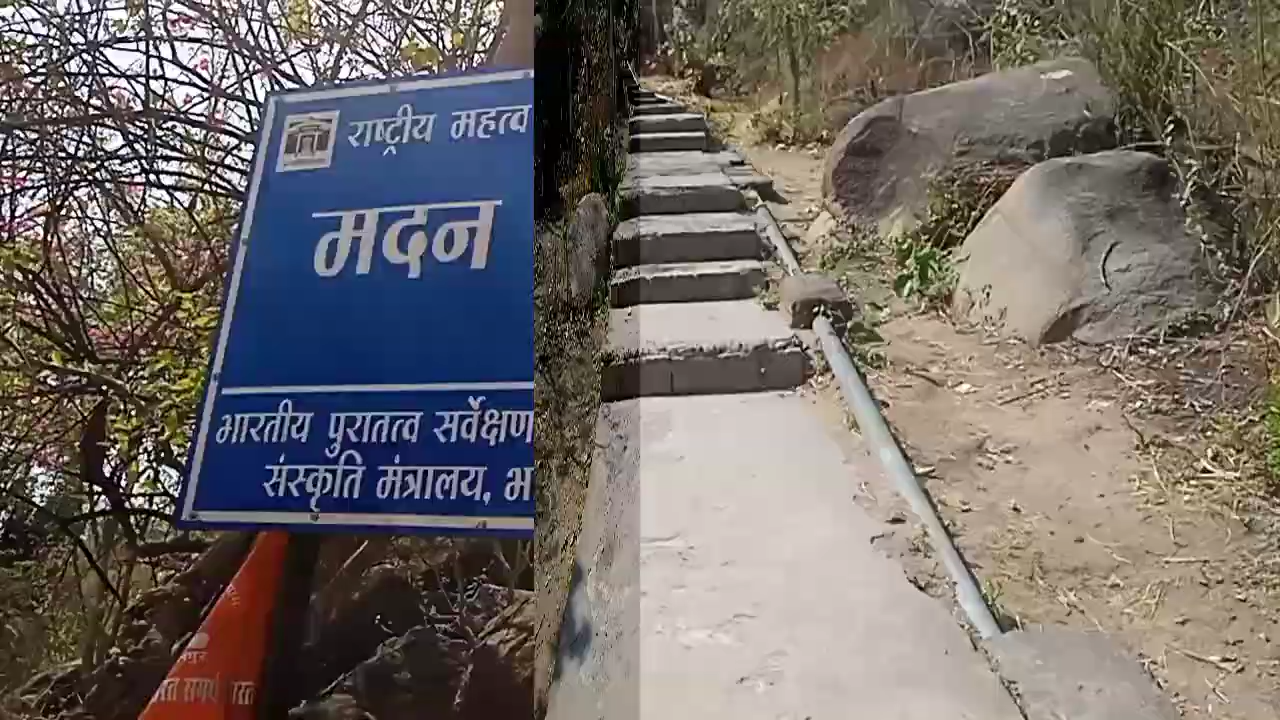 राष्ट्रीय महत्व
मदन
भारतीय पुरातत्व सर्वेक्षण
संस्कृति मंत्रालय, भा